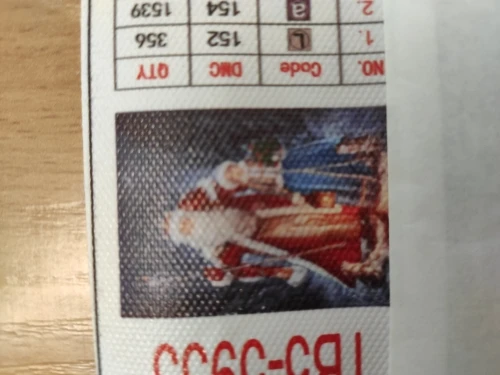 NO. Code DMC QTY
1. L 152 356
2. a 154 1539